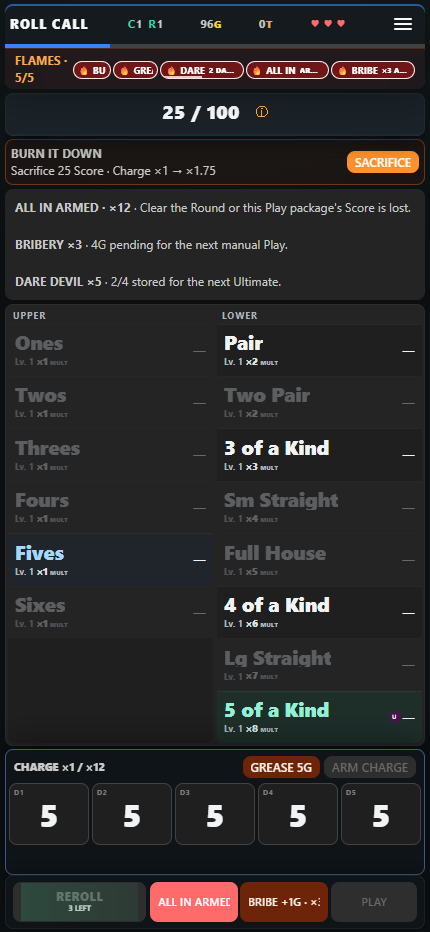 ROLL CALL C1 R1 96G 0T
FLAMES · 5/5
BU
GRE
DARE 2 DA...
ALL IN AR...
BRIBE ×3 A...
25 / 100
BURN IT DOWN
Sacrifice 25 Score · Charge ×1 → ×1.75
SACRIFICE
ALL IN ARMED · ×12 · Clear the Round or this Play package's Score is lost.
BRIBERY ×3 · 4G pending for the next manual Play.
DARE DEVIL ×5 · 2/4 stored for the next Ultimate.
UPPER
Ones —
Lv. 1 ×1 MULT
Twos —
Lv. 1 ×1 MULT
Threes —
Lv. 1 ×1 MULT
Fours —
Lv. 1 ×1 MULT
Fives —
Lv. 1 ×1 MULT
Sixes —
Lv. 1 ×1 MULT
LOWER
Pair —
Lv. 1 ×2 MULT
Two Pair —
Lv. 1 ×2 MULT
3 of a Kind —
Lv. 1 ×3 MULT
Sm Straight —
Lv. 1 ×4 MULT
Full House —
Lv. 1 ×5 MULT
4 of a Kind —
Lv. 1 ×6 MULT
Lg Straight —
Lv. 1 ×7 MULT
5 of a Kind U —
Lv. 1 ×8 MULT
CHARGE ×1 / ×12
GREASE 5G
ARM CHARGE
D1 D2 D3 D4 D5
5 5 5 5 5
REROLL
3 LEFT
ALL IN ARMED
BRIBE +1G · ×3
PLAY